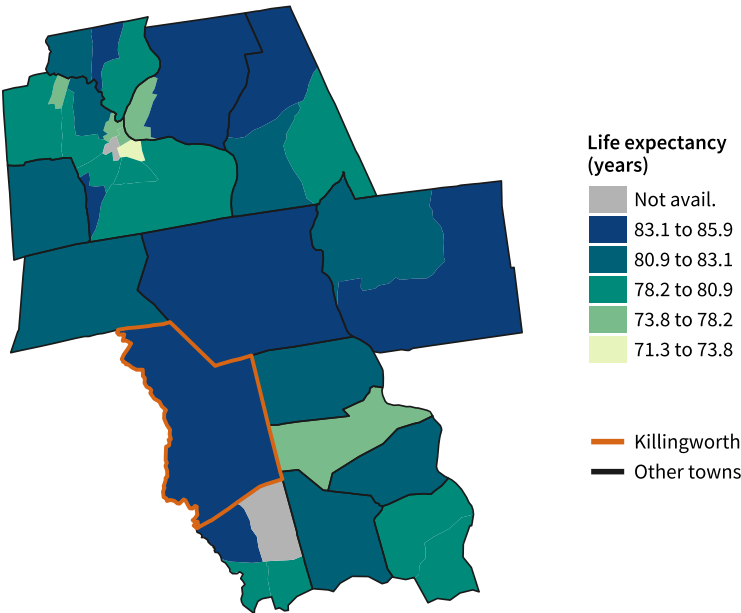 Life expectancy
(years)
Not avail.
83.1 to 85.9
80.9 to 83.1
78.2 to 80.9
73.8 to 78.2
71.3 to 73.8
Killingworth
Other towns